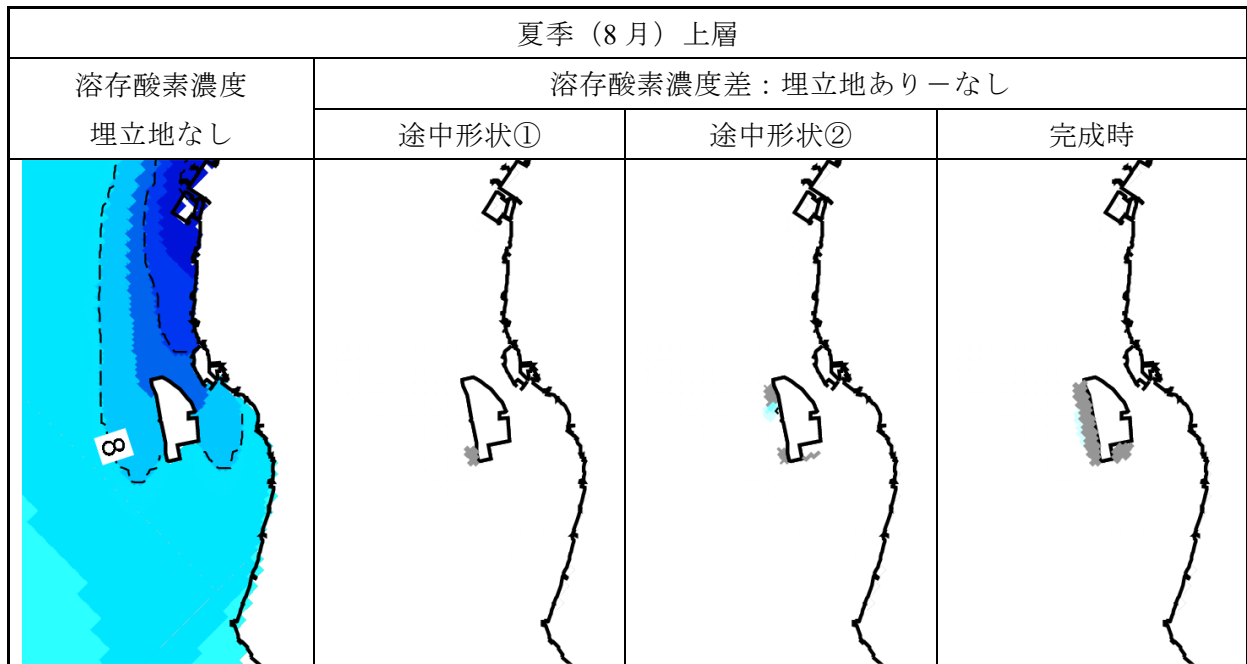 夏季（8月）上層
溶存酸素濃度
埋立地なし
溶存酸素濃度差：埋立地あり－なし
途中形状①
途中形状②
完成時
8